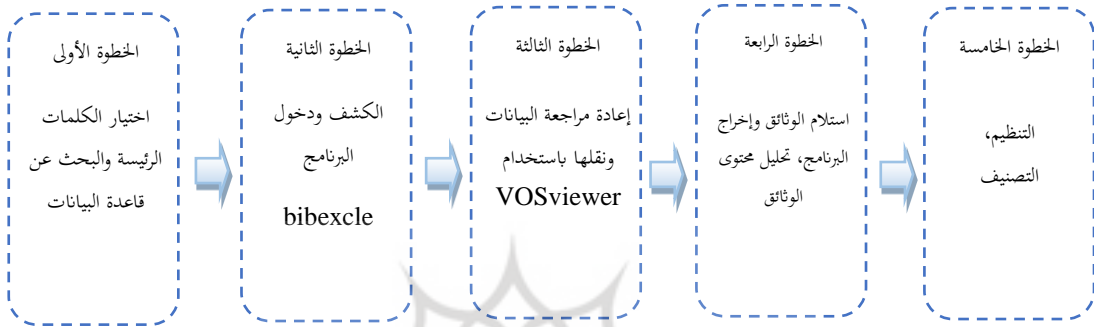 الخطوة الأولى
اختيار الكلمات
الرئيسة والبحث عن
قاعدة البيانات
الخطوة الثانية
الكشف ودخول
البرنامج
bibexcle
الخطوة الثالثة
إعادة مراجعة البيانات
ونقلها باستخدام
VOSviewer
الخطوة الرابعة
استلام الوثائق وإخراج
البرنامج، تحليل محتوى
الوثائق
الخطوة الخامسة
التنظيم،
التصنيف